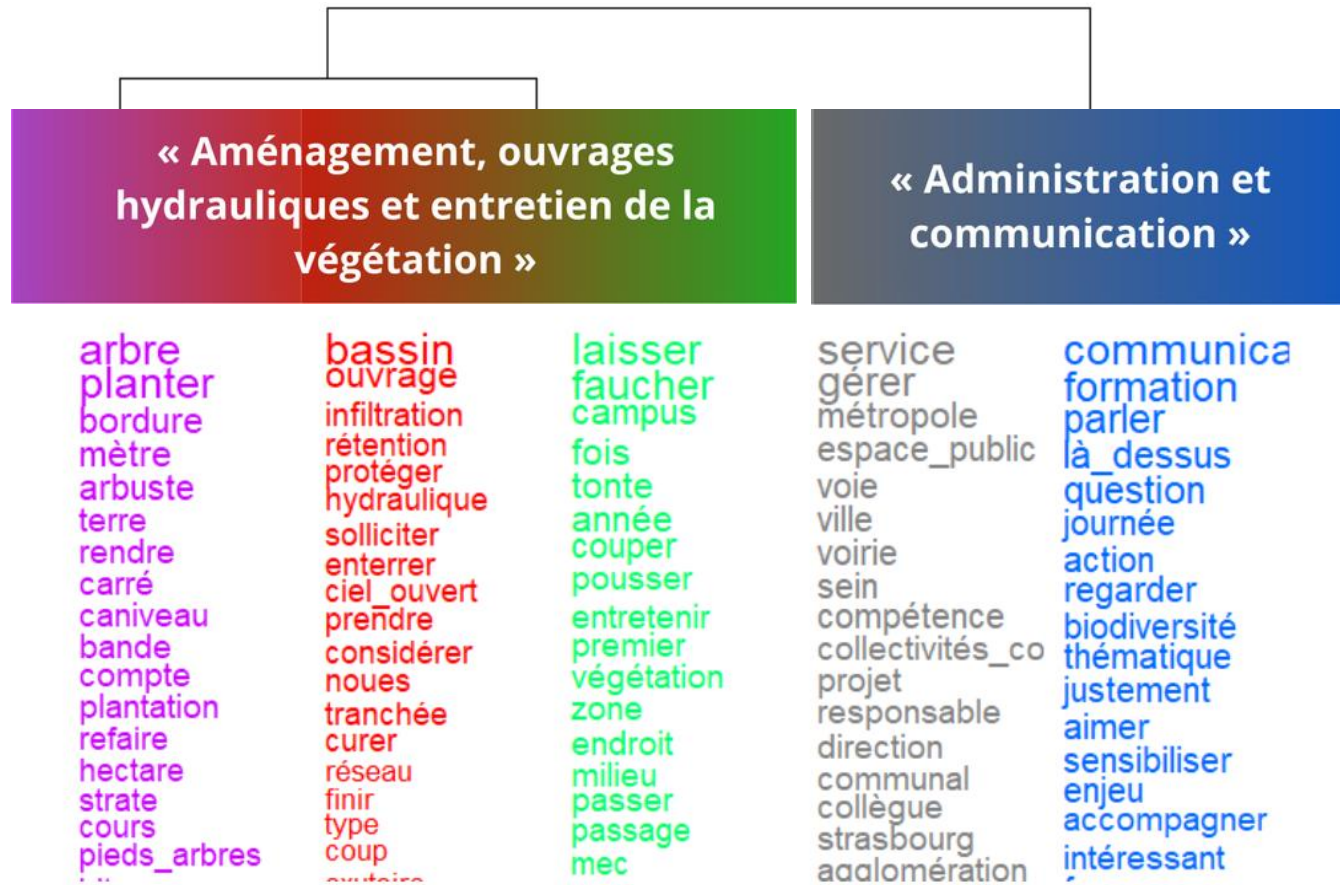 « Aménagement, ouvrages
hydrauliques et entretien de la
végétation »
« Administration et
communication »
arbre
planter
bordure
mètre
arbuste
terre
rendre
carré
caniveau
bande
compte
plantation
refaire
hectare
strate
cours
pieds_arbres
bassin
ouvrage
infiltration
rétention
protéger
hydraulique
solliciter
enterrer
ciel_ouvert
prendre
considérer
noues
tranchée
curer
réseau
finir
type
coup
exutoire
laisser
faucher
campus
fois
tonte
année
couper
pousser
entretenir
premier
végétation
zone
endroit
milieu
passer
passage
mec
service
gérer
métropole
espace_public
voie
ville
voirie
sein
compétence
collectivités_co
projet
responsable
direction
communal
collègue
strasbourg
agglomération
communica
formation
parler
là_dessus
question
journée
action
regarder
biodiversité
thématique
justement
aimer
sensibiliser
enjeu
accompagner
intéressant